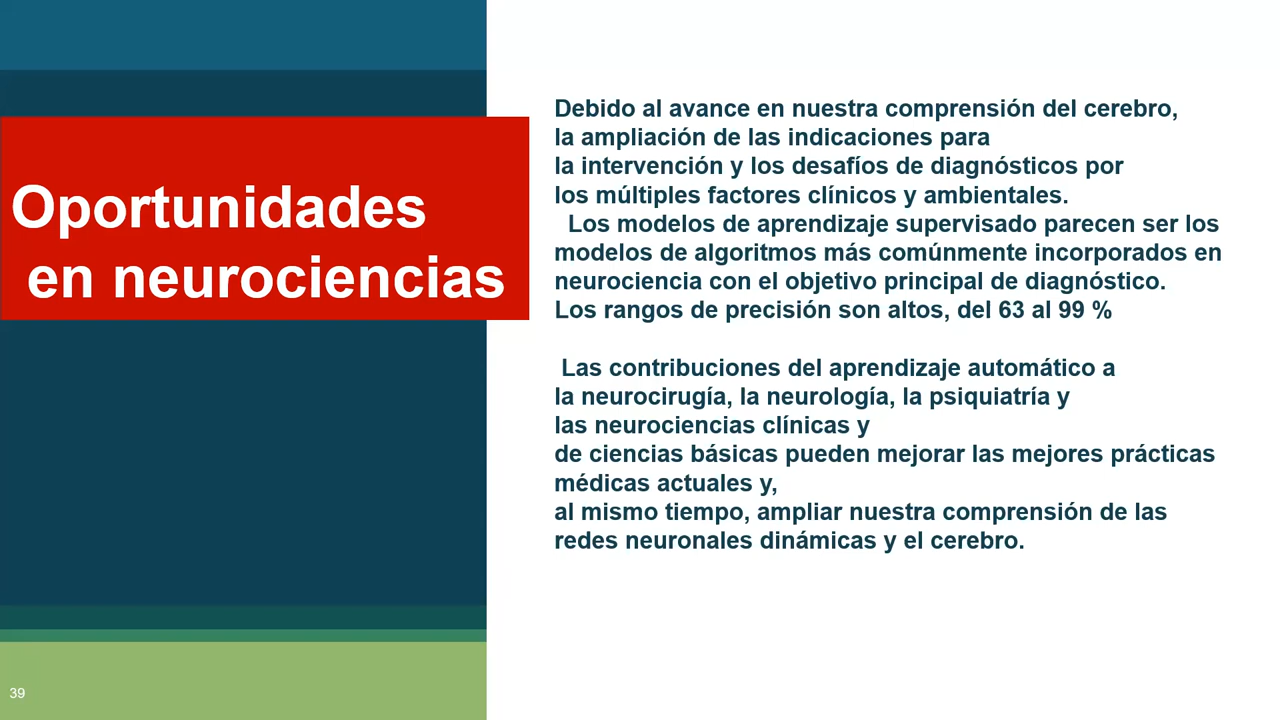 Oportunidades
en neurociencias
Debido al avance en nuestra comprensión del cerebro,
la ampliación de las indicaciones para
la intervención y los desafíos de diagnósticos por
los múltiples factores clínicos y ambientales.
Los modelos de aprendizaje supervisado parecen ser los
modelos de algoritmos más comúnmente incorporados en
neurociencia con el objetivo principal de diagnóstico.
Los rangos de precisión son altos, del 63 al 99 %
Las contribuciones del aprendizaje automático a
la neurocirugía, la neurología, la psiquiatría y
las neurociencias clínicas y
de ciencias básicas pueden mejorar las mejores prácticas
médicas actuales y,
al mismo tiempo, ampliar nuestra comprensión de las
redes neuronales dinámicas y el cerebro.
39